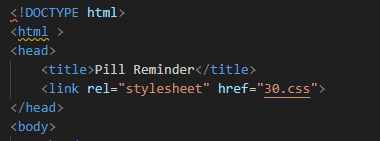 <!DOCTYPE html>
<html >
<head>
<title>Pill Reminder</title>
<link rel="stylesheet" href="30.css">
</head>
<body>